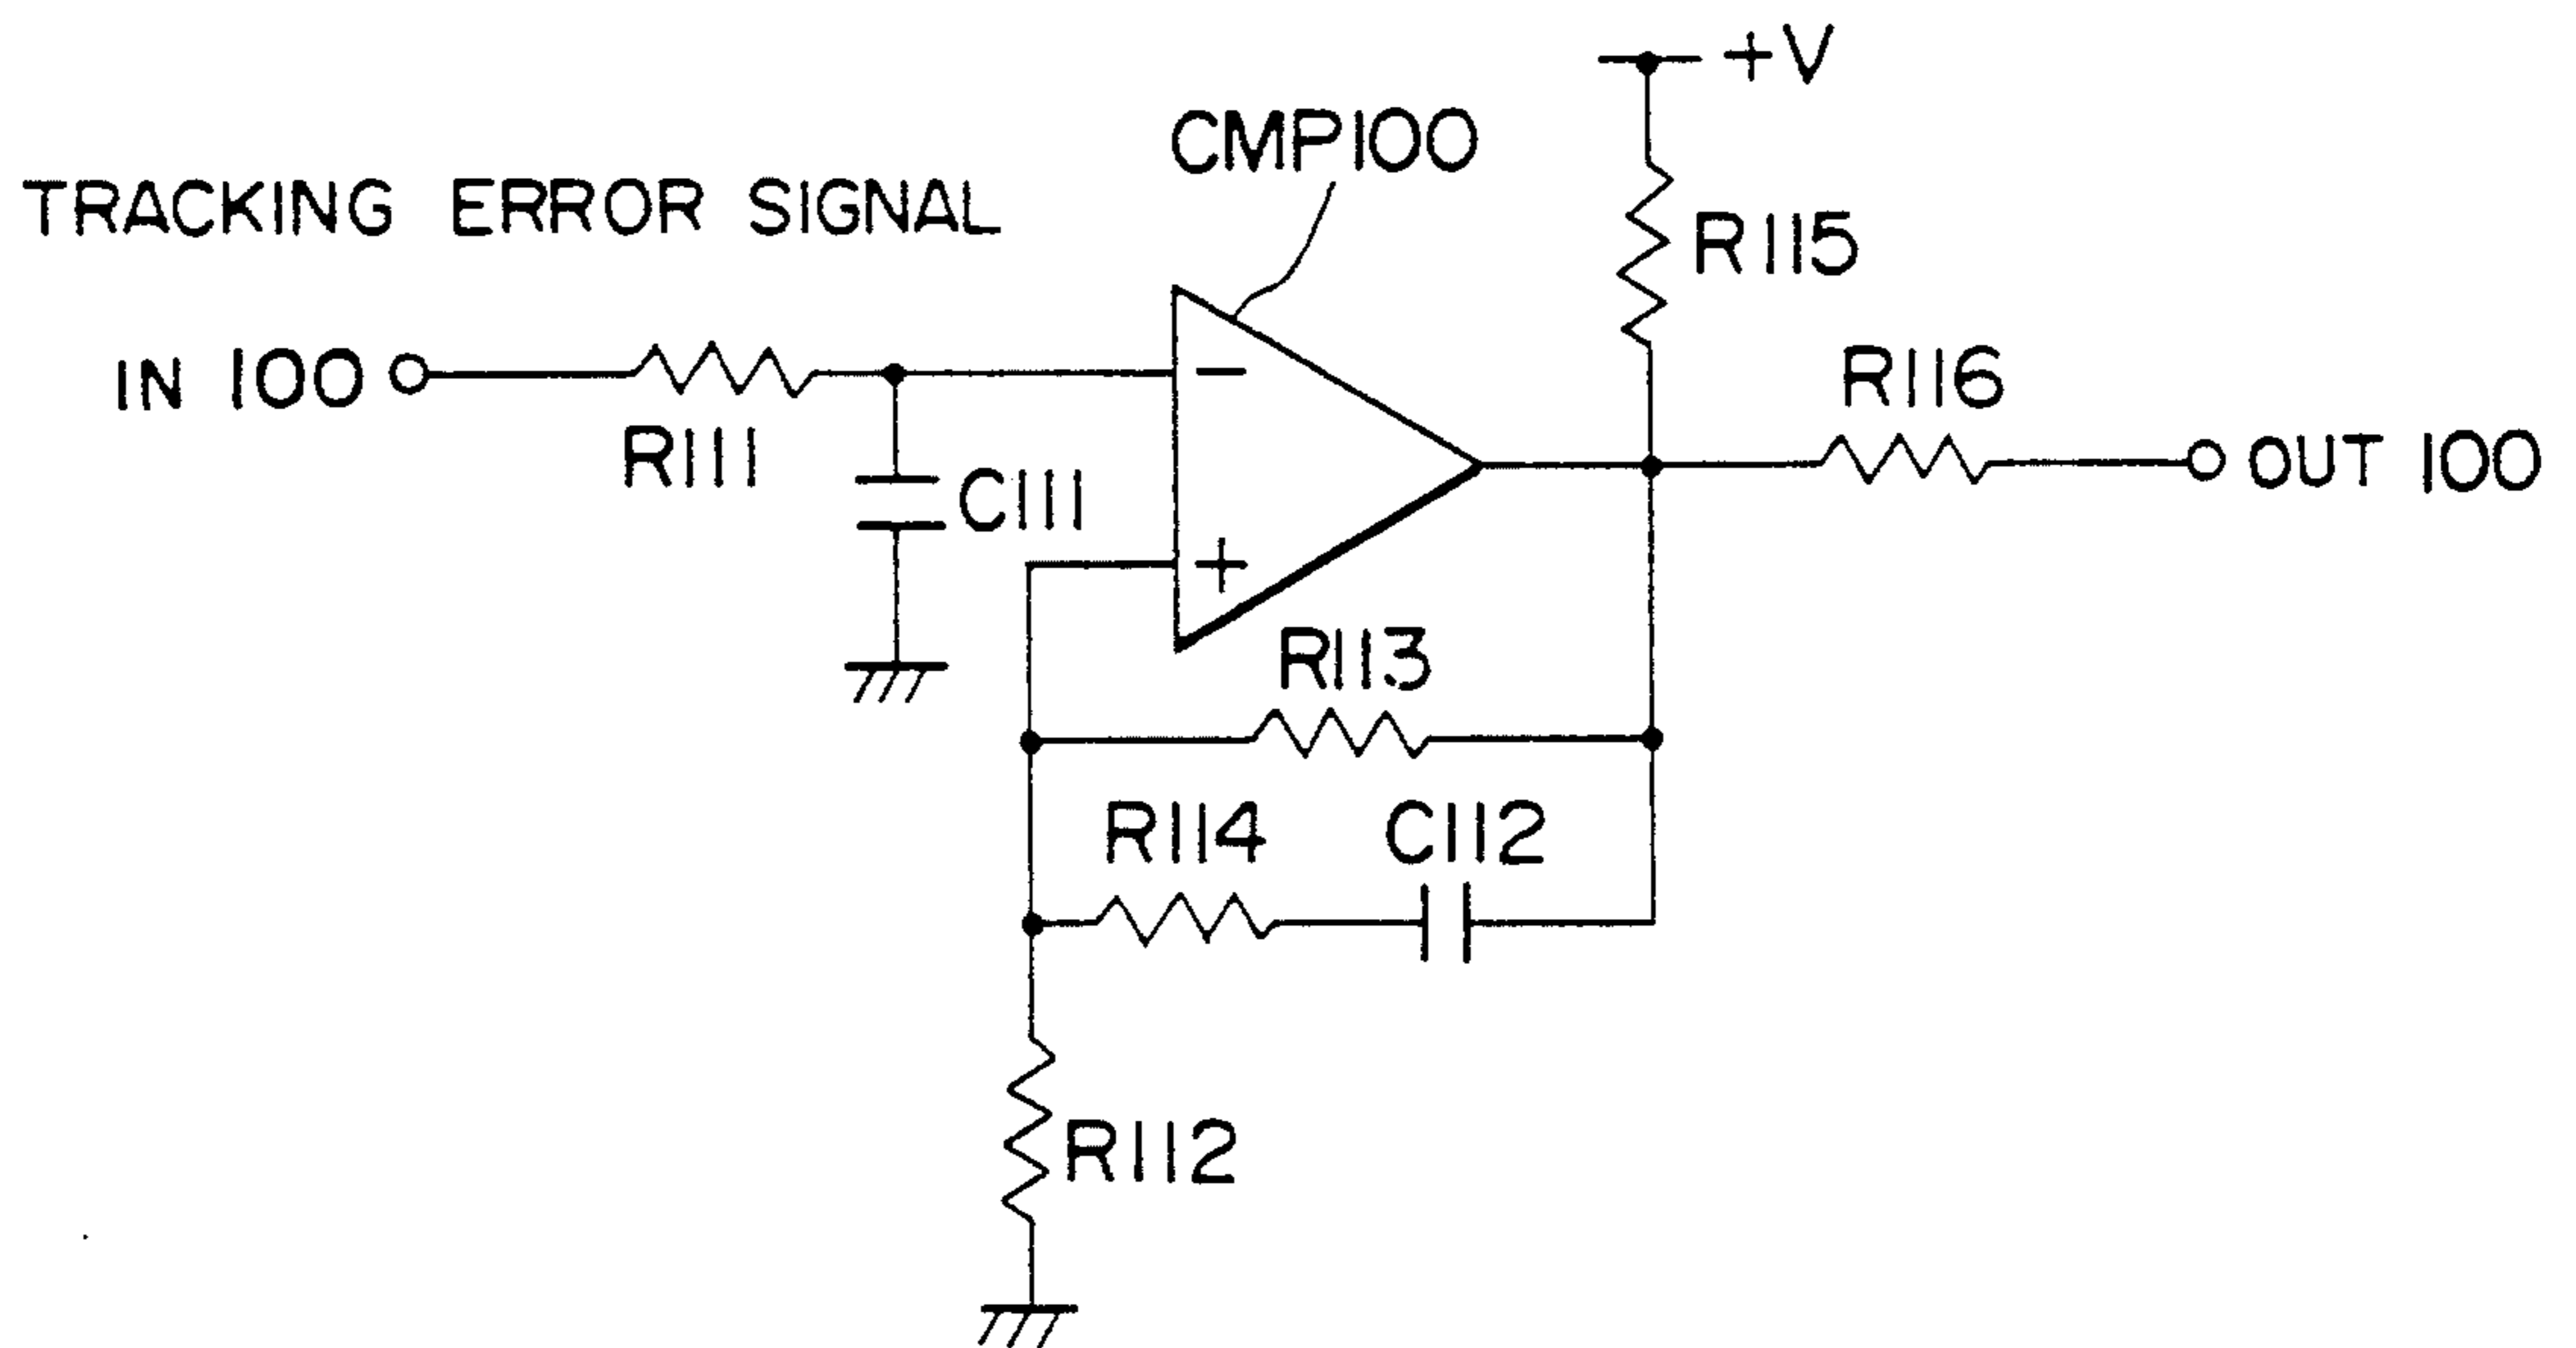 +V
CMP100
TRACKING ERROR SIGNAL
R115
IN 100
R116
R111
OUT 100
C111
-
+
R113
R114
C112
R112